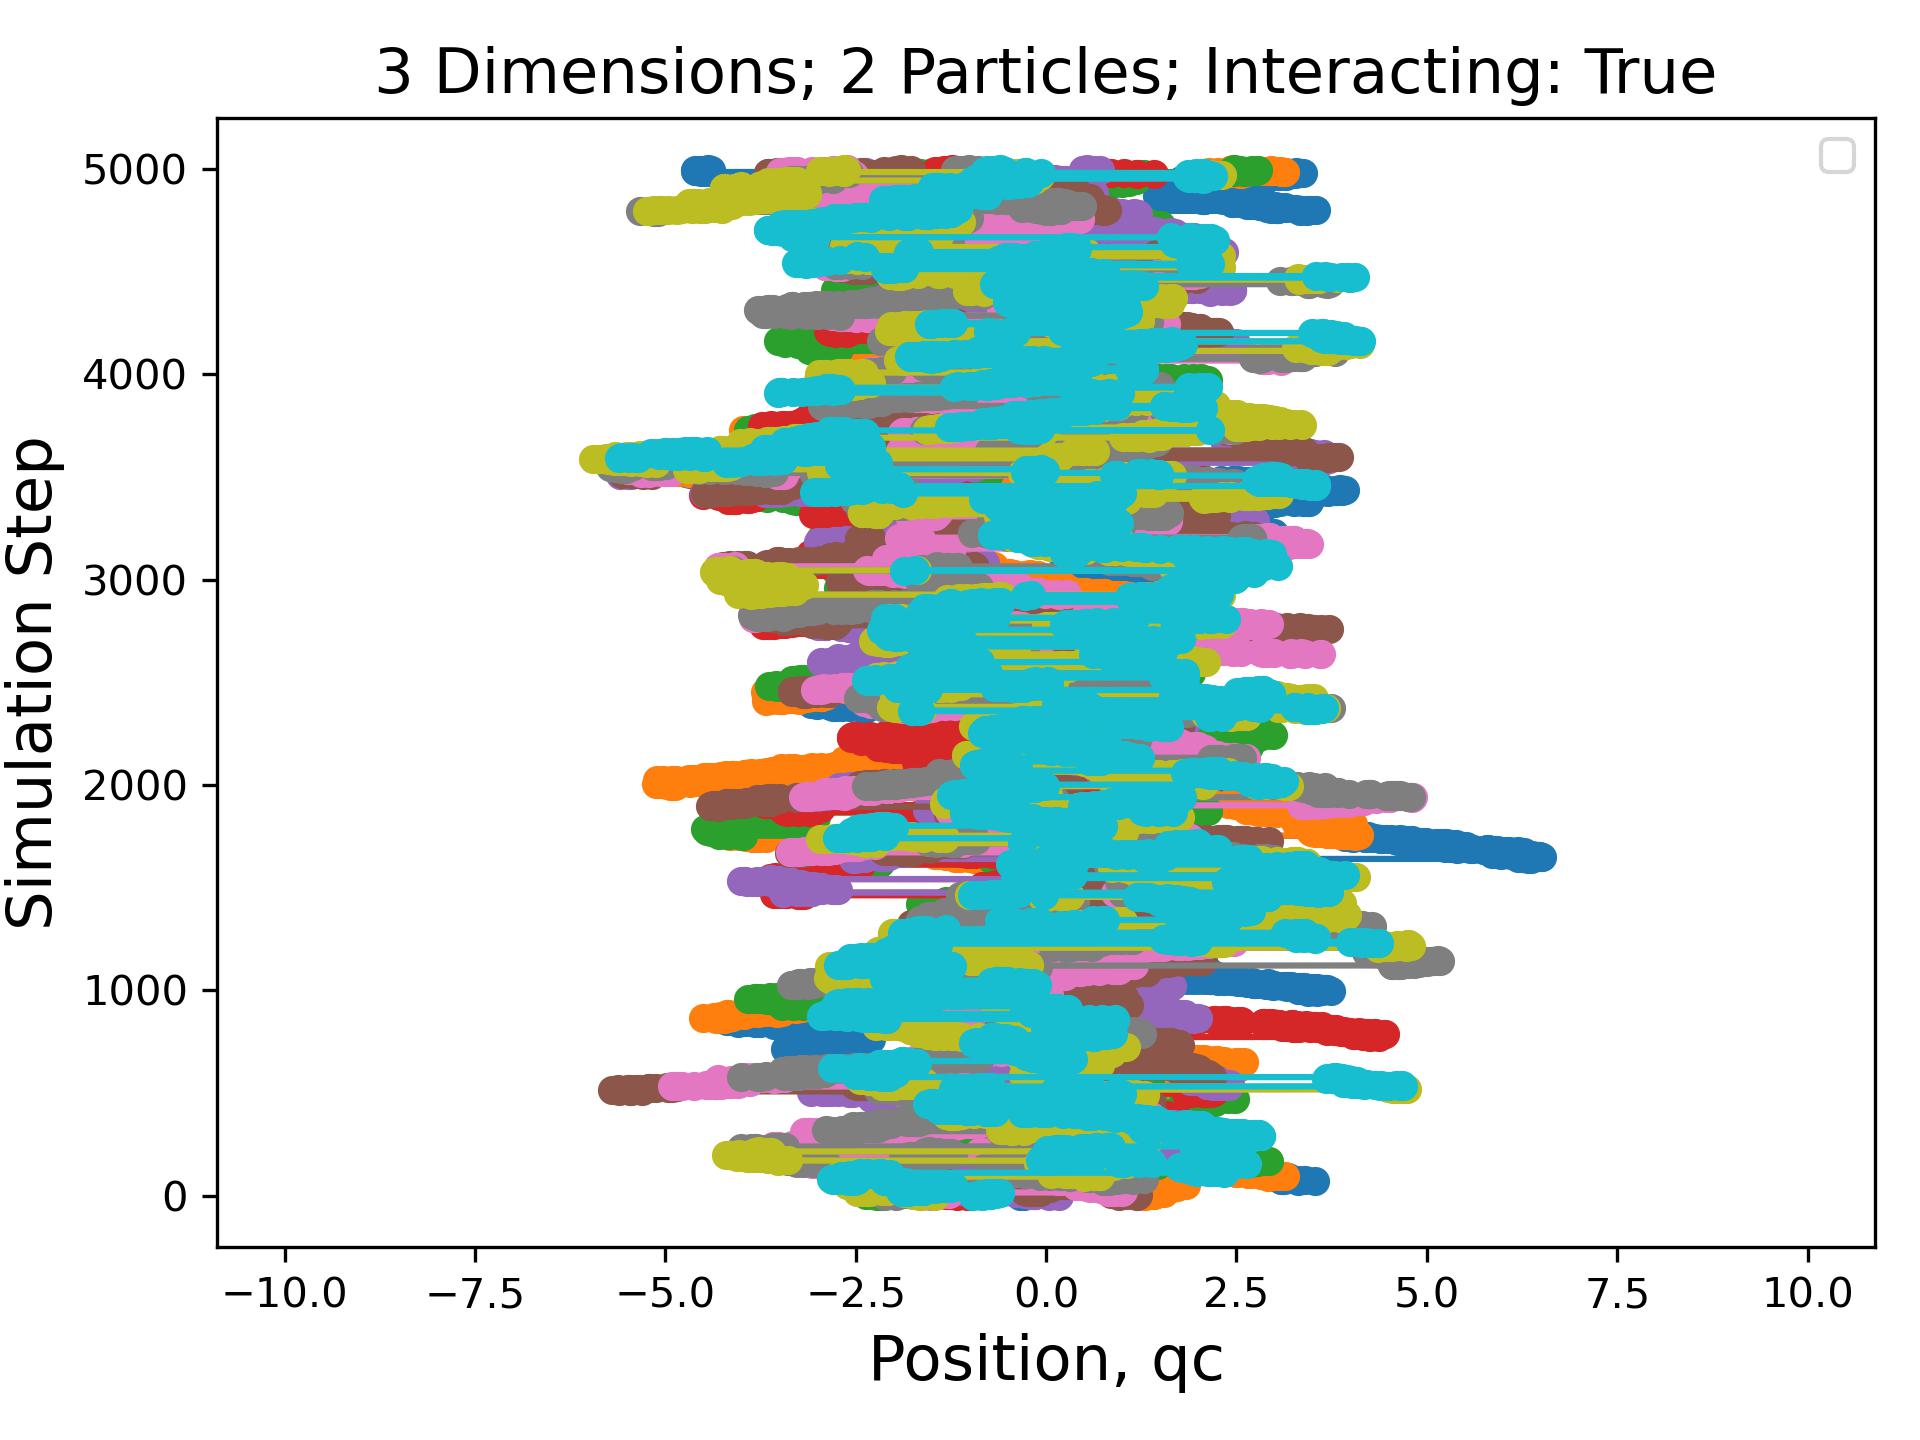 3 Dimensions; 2 Particles; Interacting: True
Simulation Step
5000
4000
3000
2000
1000
0
−10.0 −7.5 −5.0 −2.5 0.0 2.5 5.0 7.5 10.0
Position, qc